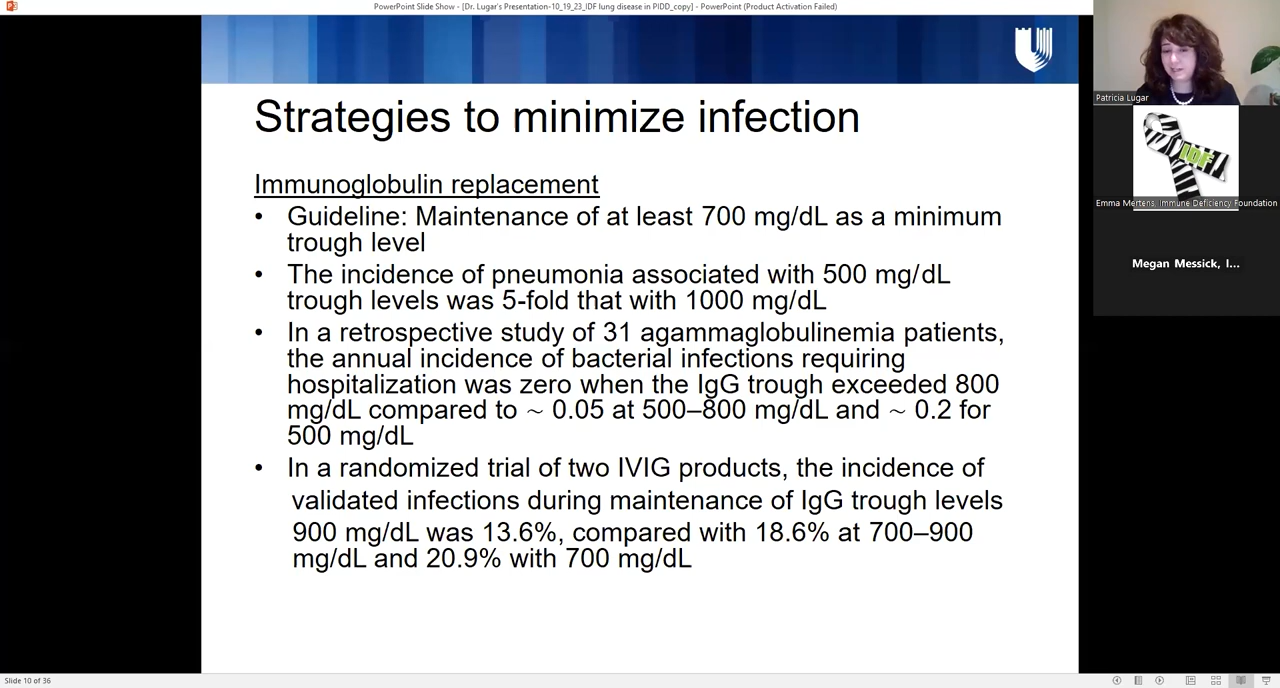 PowerPoint Slide Show - [Dr. Lugar's Presentation-10_19_23_IDF lung disease in PIDD_copy] - PowerPoint (Product Activation Failed)
Strategies to minimize infection
Immunoglobulin replacement
• Guideline: Maintenance of at least 700 mg/dL as a minimum
trough level
• The incidence of pneumonia associated with 500 mg/dL
trough levels was 5-fold that with 1000 mg/dL
• In a retrospective study of 31 agammaglobulinemia patients,
the annual incidence of bacterial infections requiring
hospitalization was zero when the IgG trough exceeded 800
mg/dL compared to ~ 0.05 at 500–800 mg/dL and ~ 0.2 for
500 mg/dL
• In a randomized trial of two IVIG products, the incidence of
validated infections during maintenance of IgG trough levels
900 mg/dL was 13.6%, compared with 18.6% at 700–900
mg/dL and 20.9% with 700 mg/dL
Patricia Lugar
IDF
Emma Mertens, Immune Deficiency Foundation
Megan Messick, I...
Slide 10 of 36